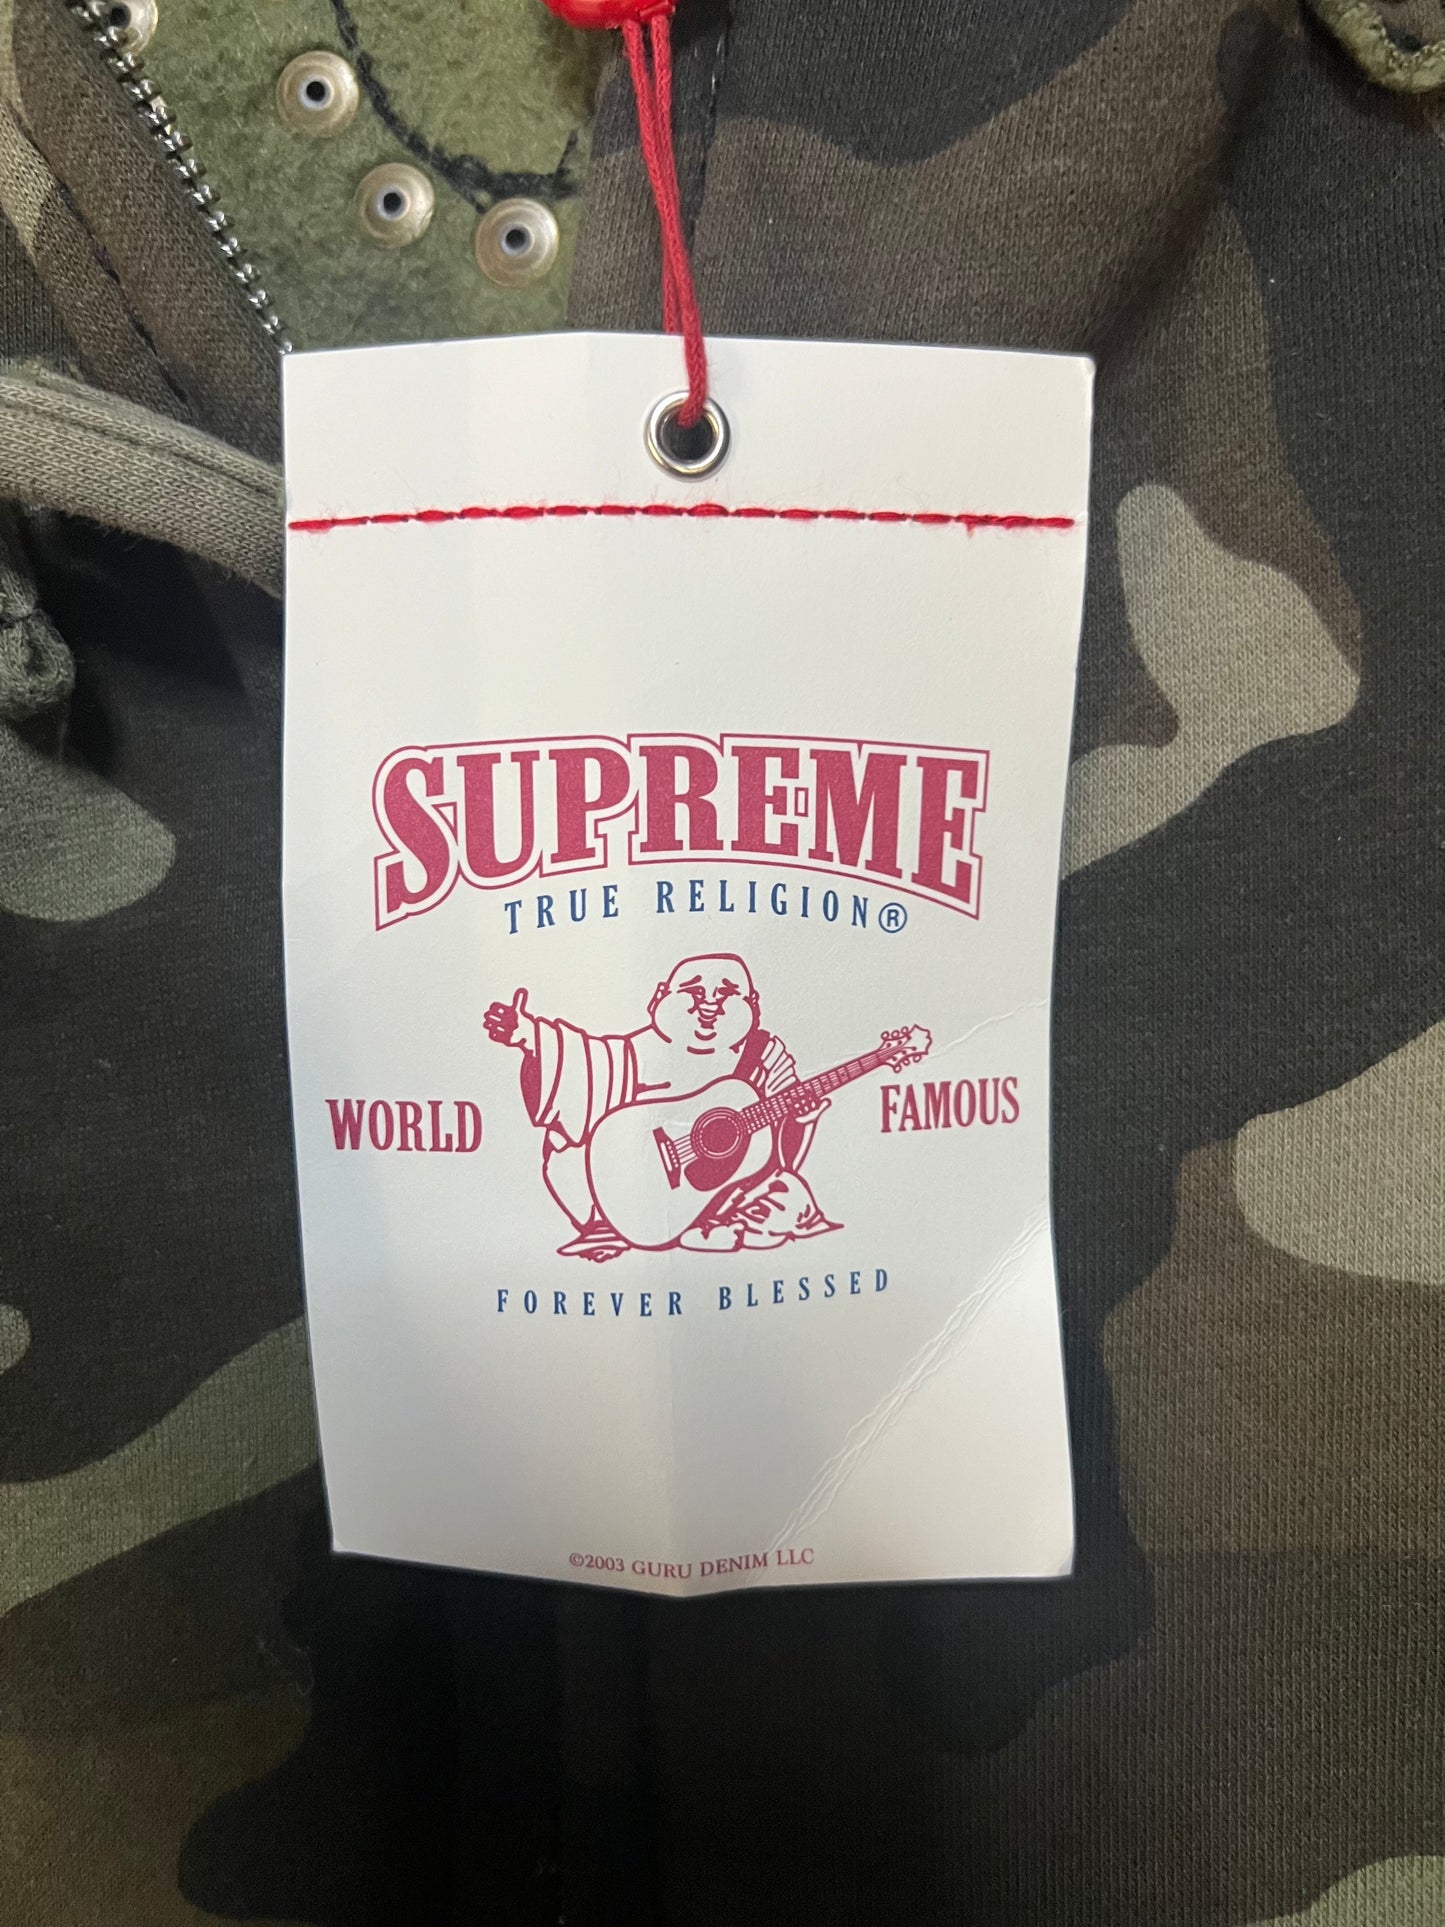 SUPREME
TRUE RELIGION®
WORLD FAMOUS
FOREVER BLESSED
©2003 GURU DENIM LLC